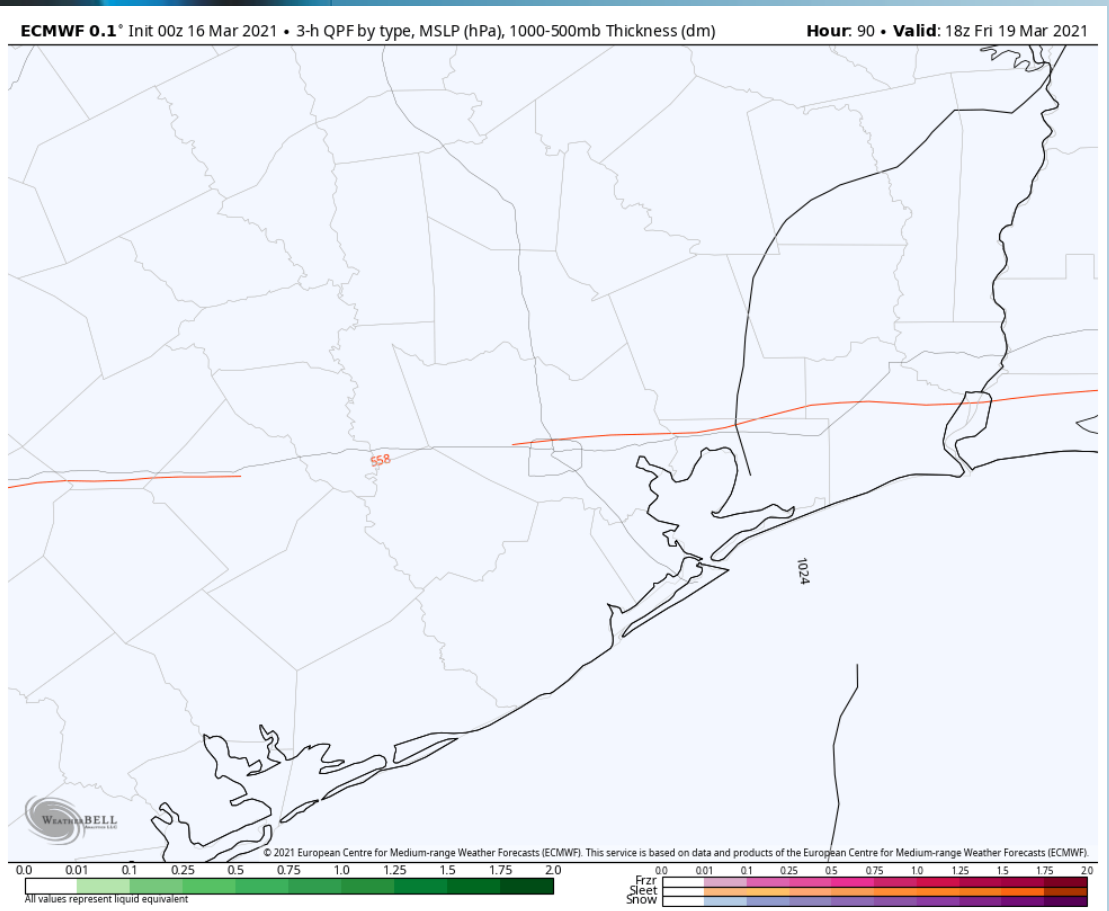 ECMWF 0.1° Init 00z 16 Mar 2021 • 3-h QPF by type, MSLP (hPa), 1000-500mb Thickness (dm)
Hour: 90 • Valid: 18z Fri 19 Mar 2021
558
1024
WEATHERBELL
© 2021 European Centre for Medium-range Weather Forecasts (ECMWF). This service is based on data and products of the European Centre for Medium-range Weather Forecasts (ECMWF).
0.0 0.01 0.1 0.25 0.5 0.75 1.0 1.25 1.5 1.75 2.0
All values represent liquid equivalent
0.0 0.01 0.1 0.25 0.5 0.75 1.0 1.25 1.5 1.75 2.0
Frzr
Sleet
Snow